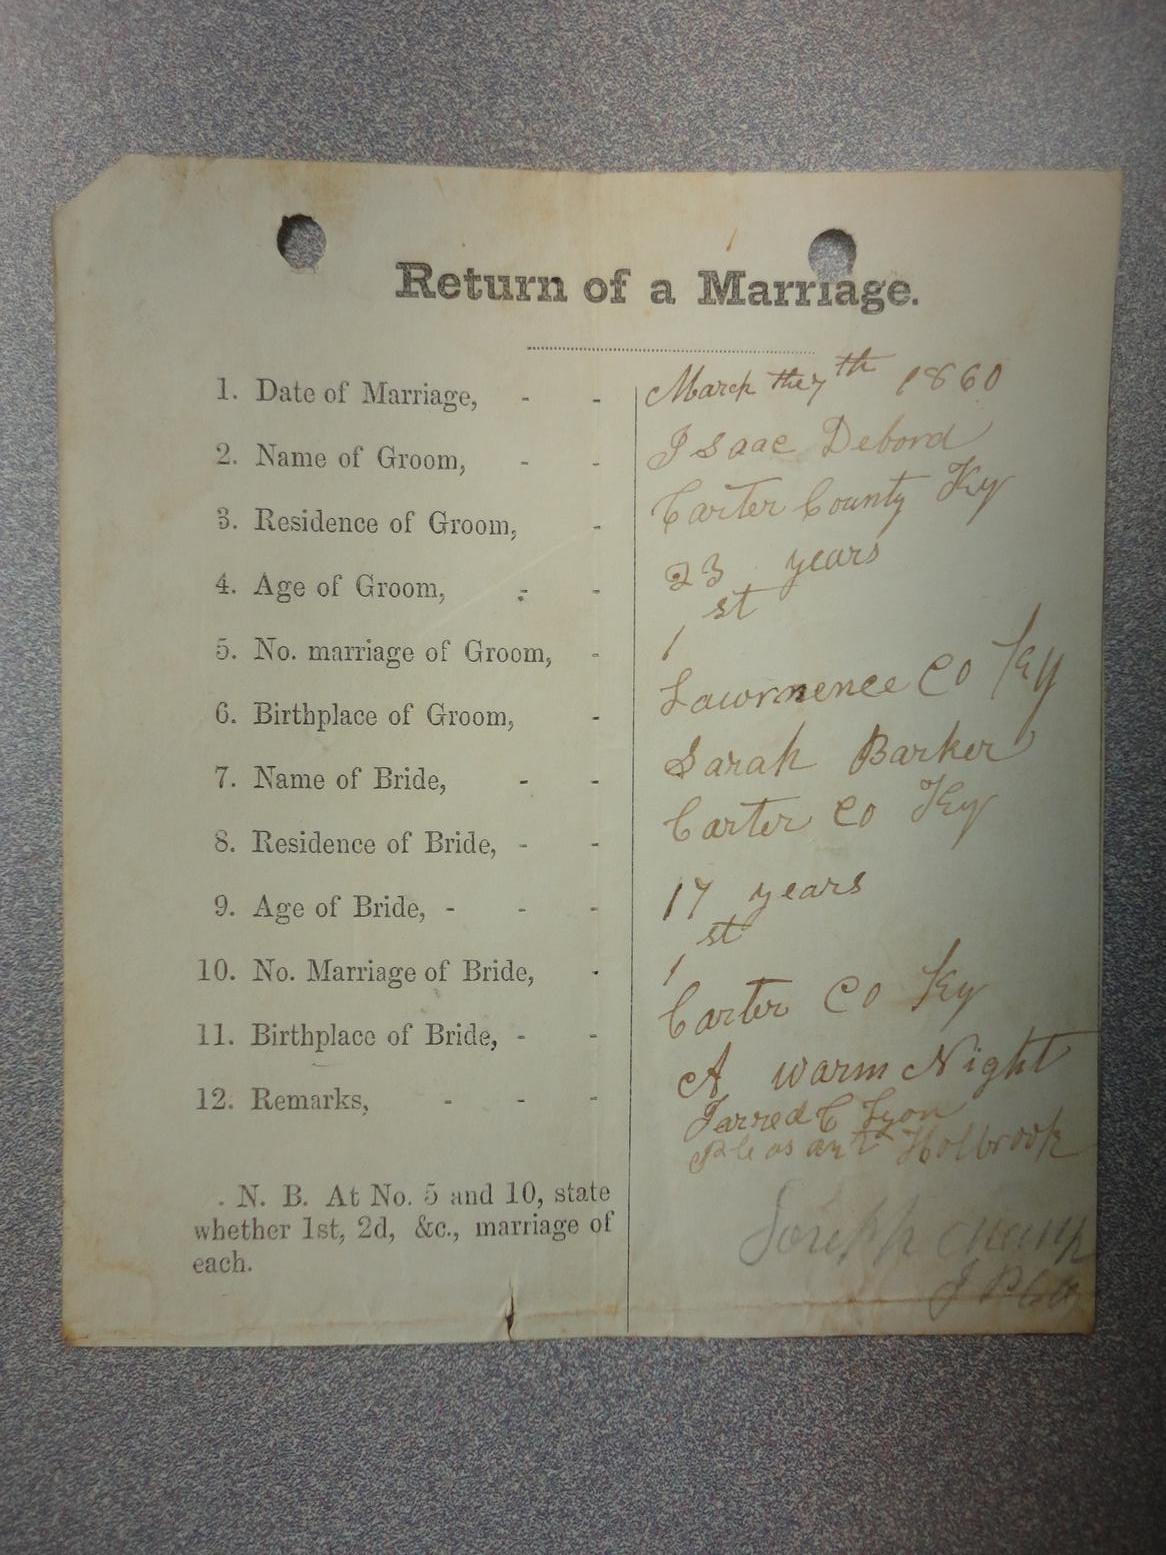 Return of a Marriage.
1. Date of Marriage, - - March the 7th 1860
2. Name of Groom, - - Isaac Debord
3. Residence of Groom, - Carter County Ky
4. Age of Groom, - - 23 years
5. No. marriage of Groom, - 1st
6. Birthplace of Groom, - Lawrnence Co Ky
7. Name of Bride, - - Sarah Barker
8. Residence of Bride, - - Carter Co Ky
9. Age of Bride, - - - 17 years
10. No. Marriage of Bride, - 1st
11. Birthplace of Bride, - - Carter Co Ky
12. Remarks, - - - A warm Night
Jarred C Lyon
Pleasant Holbrook
N. B. At No. 5 and 10, state
whether 1st, 2d, &c., marriage of
each.
Joseph